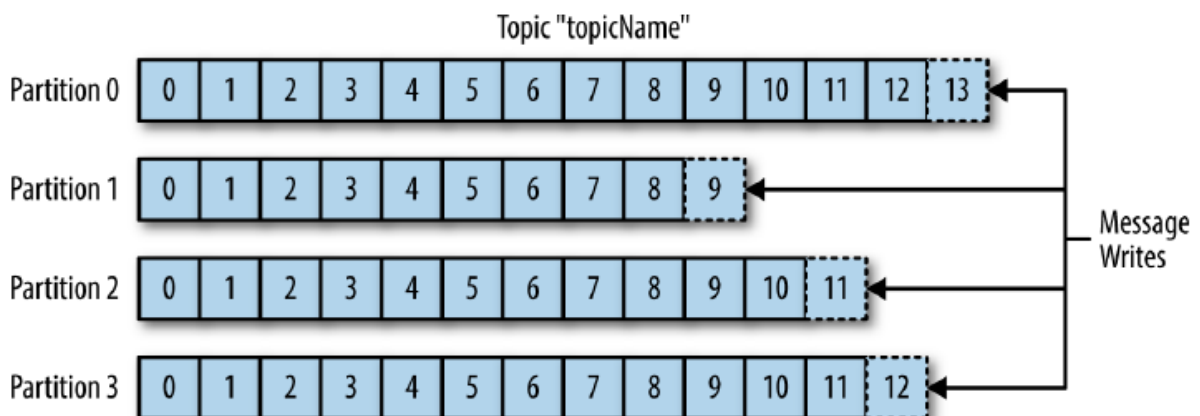 Topic "topicName"
Partition 0 0 1 2 3 4 5 6 7 8 9 10 11 12 13
Partition 1 0 1 2 3 4 5 6 7 8 9
Partition 2 0 1 2 3 4 5 6 7 8 9 10 11
Partition 3 0 1 2 3 4 5 6 7 8 9 10 11 12
Message
Writes